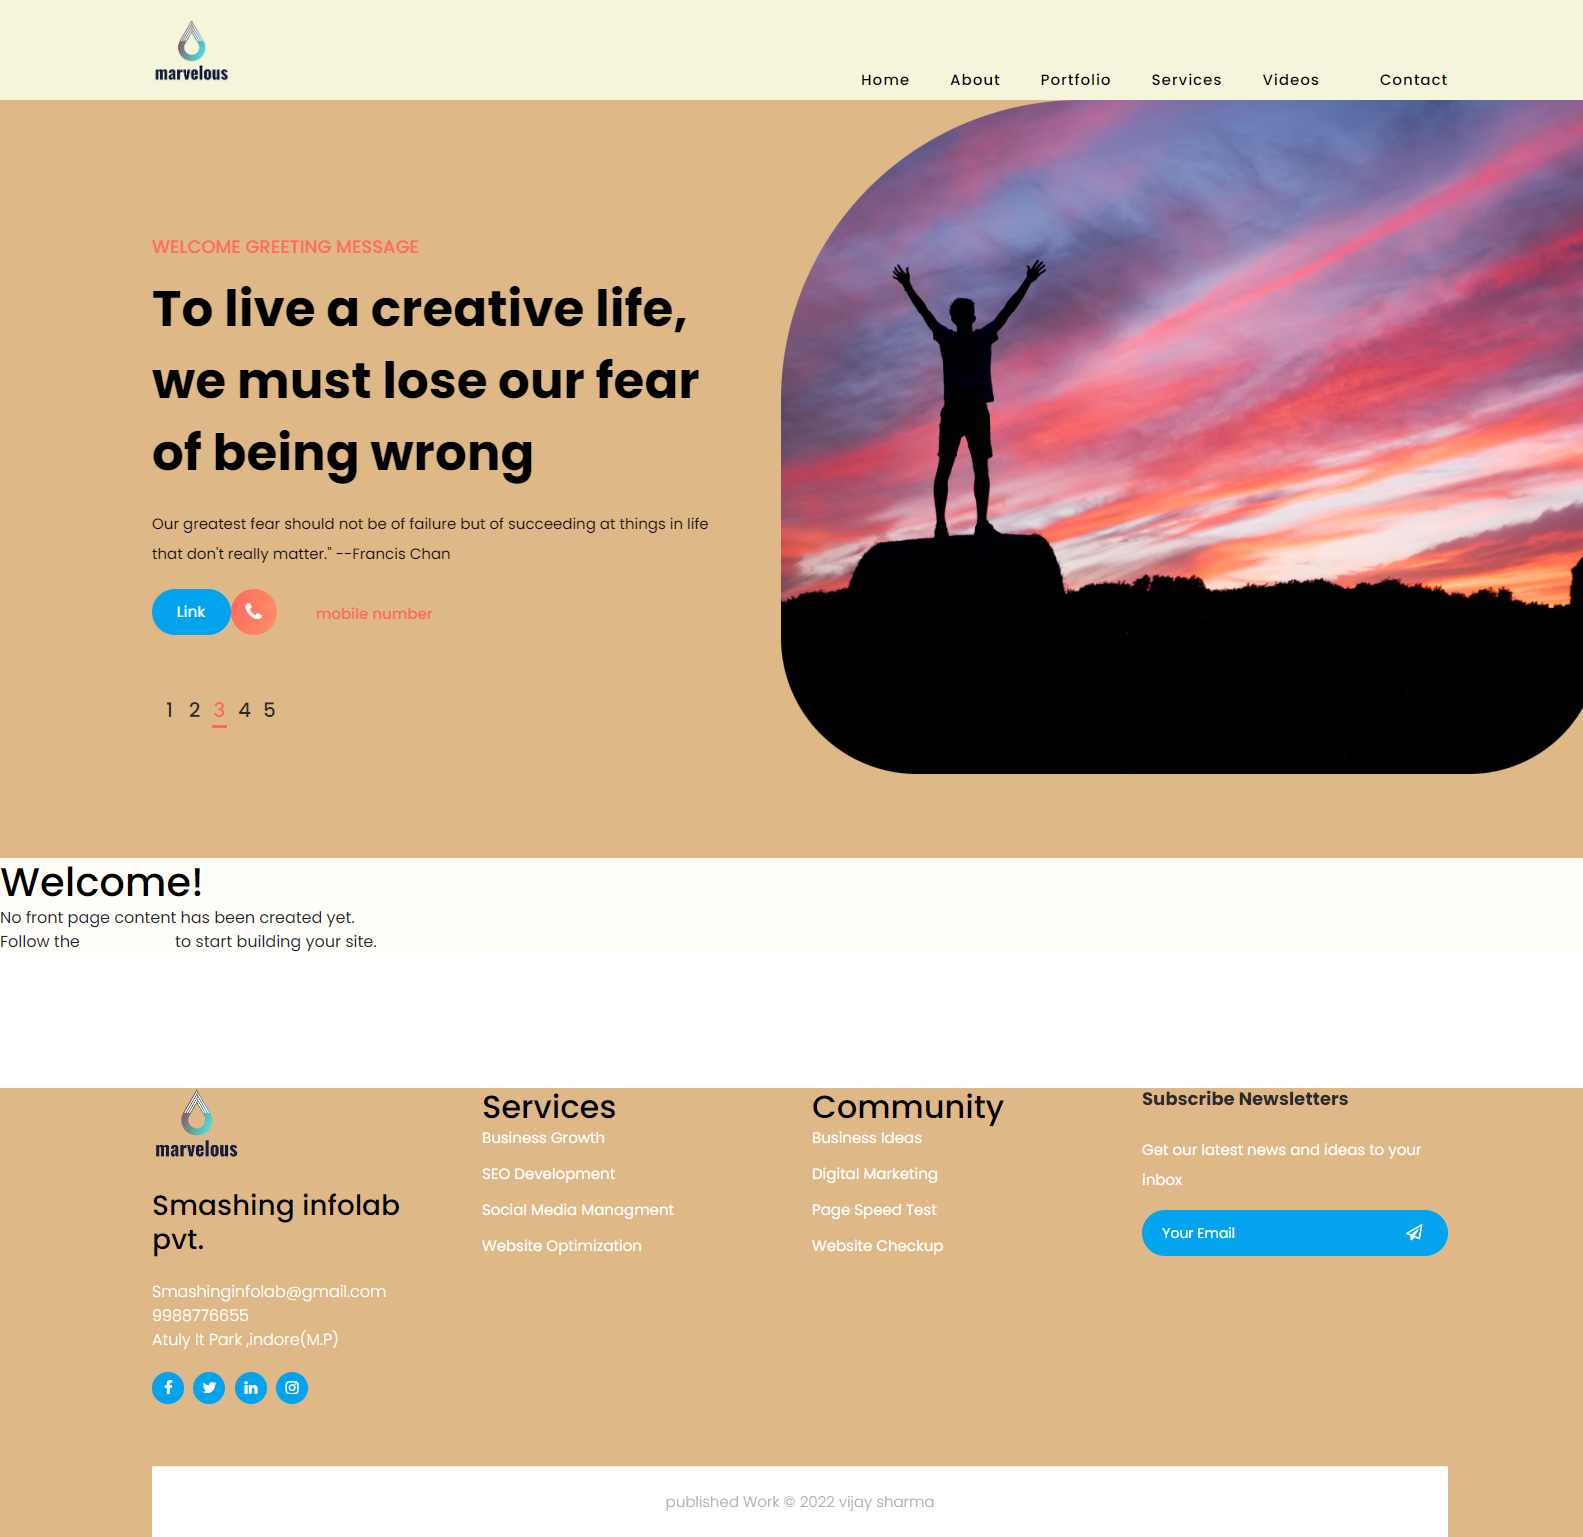 marvelous
Home About Portfolio Services Videos Contact
WELCOME GREETING MESSAGE
To live a creative life,
we must lose our fear
of being wrong
Our greatest fear should not be of failure but of succeeding at things in life
that don't really matter." --Francis Chan
Link
mobile number
1 2 3 4 5
Welcome!
No front page content has been created yet.
Follow the
to start building your site.
marvelous
Smashing infolab
pvt.
Smashinginfolab@gmail.com
9988776655
Atuly It Park ,indore(M.P)
Services
Business Growth
SEO Development
Social Media Managment
Website Optimization
Community
Business Ideas
Digital Marketing
Page Speed Test
Website Checkup
Subscribe Newsletters
Get our latest news and ideas to your
inbox
Your Email
published Work © 2022 vijay sharma